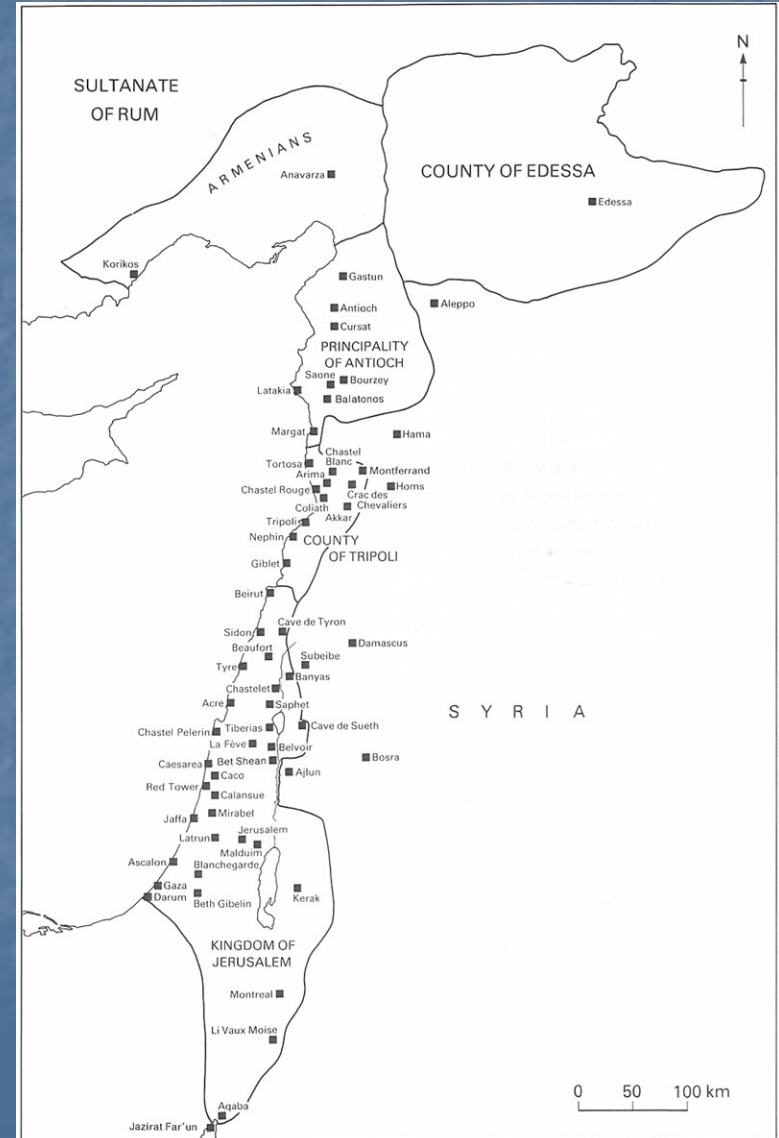 N
SULTANATE
OF RUM
ARMENIANS
Anavarza
COUNTY OF EDESSA
Edessa
Korikos
Gastun
Antioch
Aleppo
Cursat
PRINCIPALITY
OF ANTIOCH
Saone
Bourzey
Latakia
Balatonos
Margat
Hama
Chastel
Blanc
Tortosa
Montferrand
Arima
Homs
Chastel Rouge
Crac des
Chevaliers
Coliath
Akkar
Tripoli
Nephin
COUNTY
OF TRIPOLI
Giblet
Beirut
Cave de Tyron
Sidon
Damascus
Beaufort
Subeibe
Tyre
Banyas
Chastelet
Acre
Saphet
SYRIA
Tiberias
Cave de Sueth
Chastel Pelerin
La Fève
Belvoir
Bosra
Caesarea
Bet Shean
Ajlun
Caco
Red Tower
Calansue
Mirabel
Jaffa
Jerusalem
Latrun
Malduim
Ascalon
Blanchegarde
Gaza
Kerak
Darum
Beth Gibelin
KINGDOM OF
JERUSALEM
Montreal
Li Vaux Moise
0 50 100 km
Aqaba
Jazirat Far'un